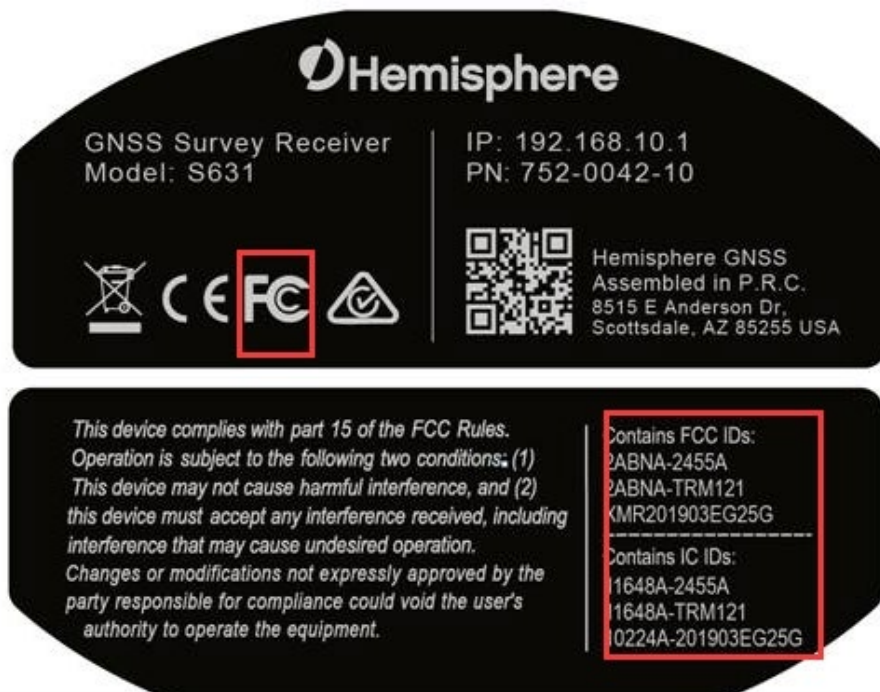 Hemisphere
GNSS Survey Receiver
Model: S631
IP: 192.168.10.1
PN: 752-0042-10
CE FC
Hemisphere GNSS
Assembled in P.R.C.
8515 E Anderson Dr,
Scottsdale, AZ 85255 USA
This device complies with part 15 of the FCC Rules.
Operation is subject to the following two conditions: (1)
This device may not cause harmful interference, and (2)
this device must accept any interference received, including
interference that may cause undesired operation.
Changes or modifications not expressly approved by the
party responsible for compliance could void the user's
authority to operate the equipment.
Contains FCC IDs:
2ABNA-2455A
2ABNA-TRM121
XMR201903EG25G
Contains IC IDs:
11648A-2455A
11648A-TRM121
10224A-201903EG25G